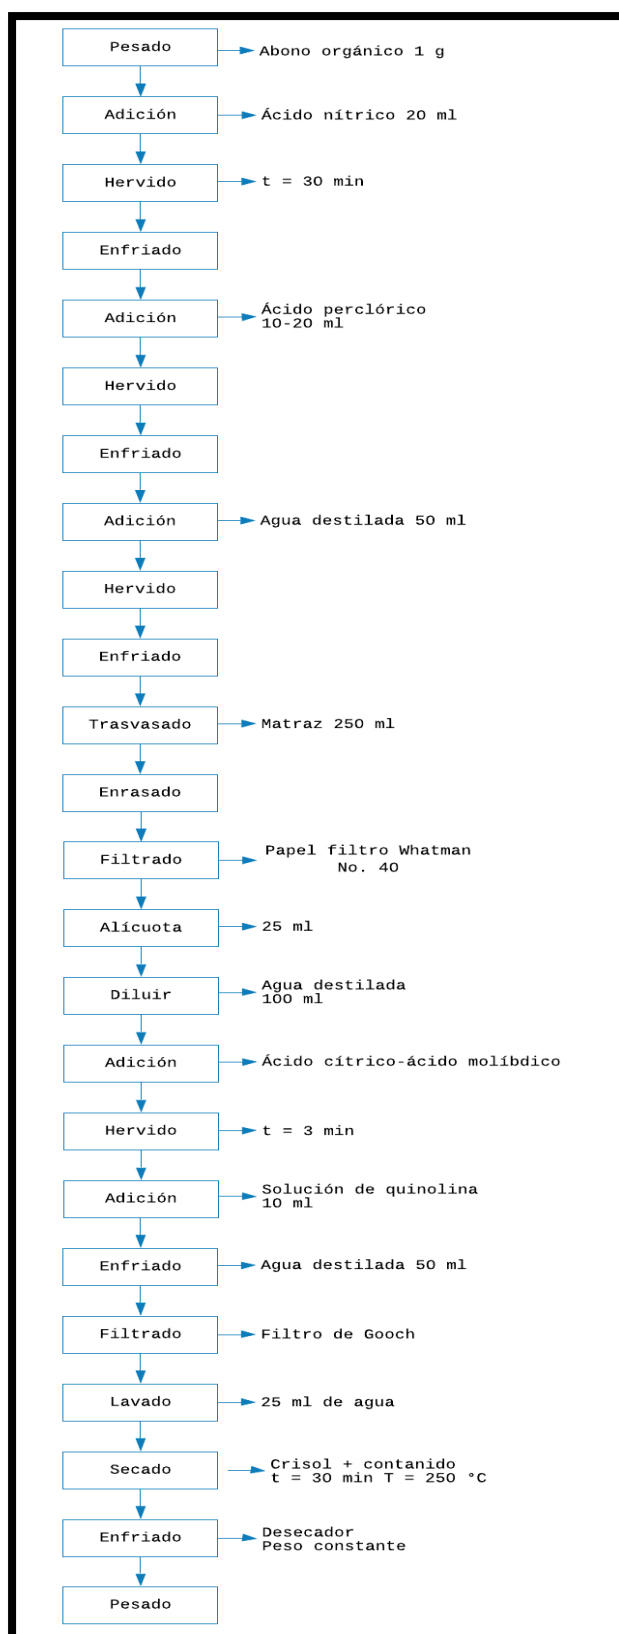 Pesado
Abono orgánico 1 g
Adición
Ácido nítrico 20 ml
Hervido
t = 30 min
Enfriado
Adición
Ácido perclórico
10-20 ml
Hervido
Enfriado
Adición
Agua destilada 50 ml
Hervido
Enfriado
Trasvasado
Matraz 250 ml
Enrasado
Filtrado
Papel filtro Whatman
No. 40
Alícuota
25 ml
Diluir
Agua destilada
100 ml
Adición
Ácido cítrico-ácido molíbdico
Hervido
t = 3 min
Adición
Solución de quinolina
10 ml
Enfriado
Agua destilada 50 ml
Filtrado
Filtro de Gooch
Lavado
25 ml de agua
Secado
Crisol + contanido
t = 30 min T = 250 °C
Enfriado
Desecador
Peso constante
Pesado